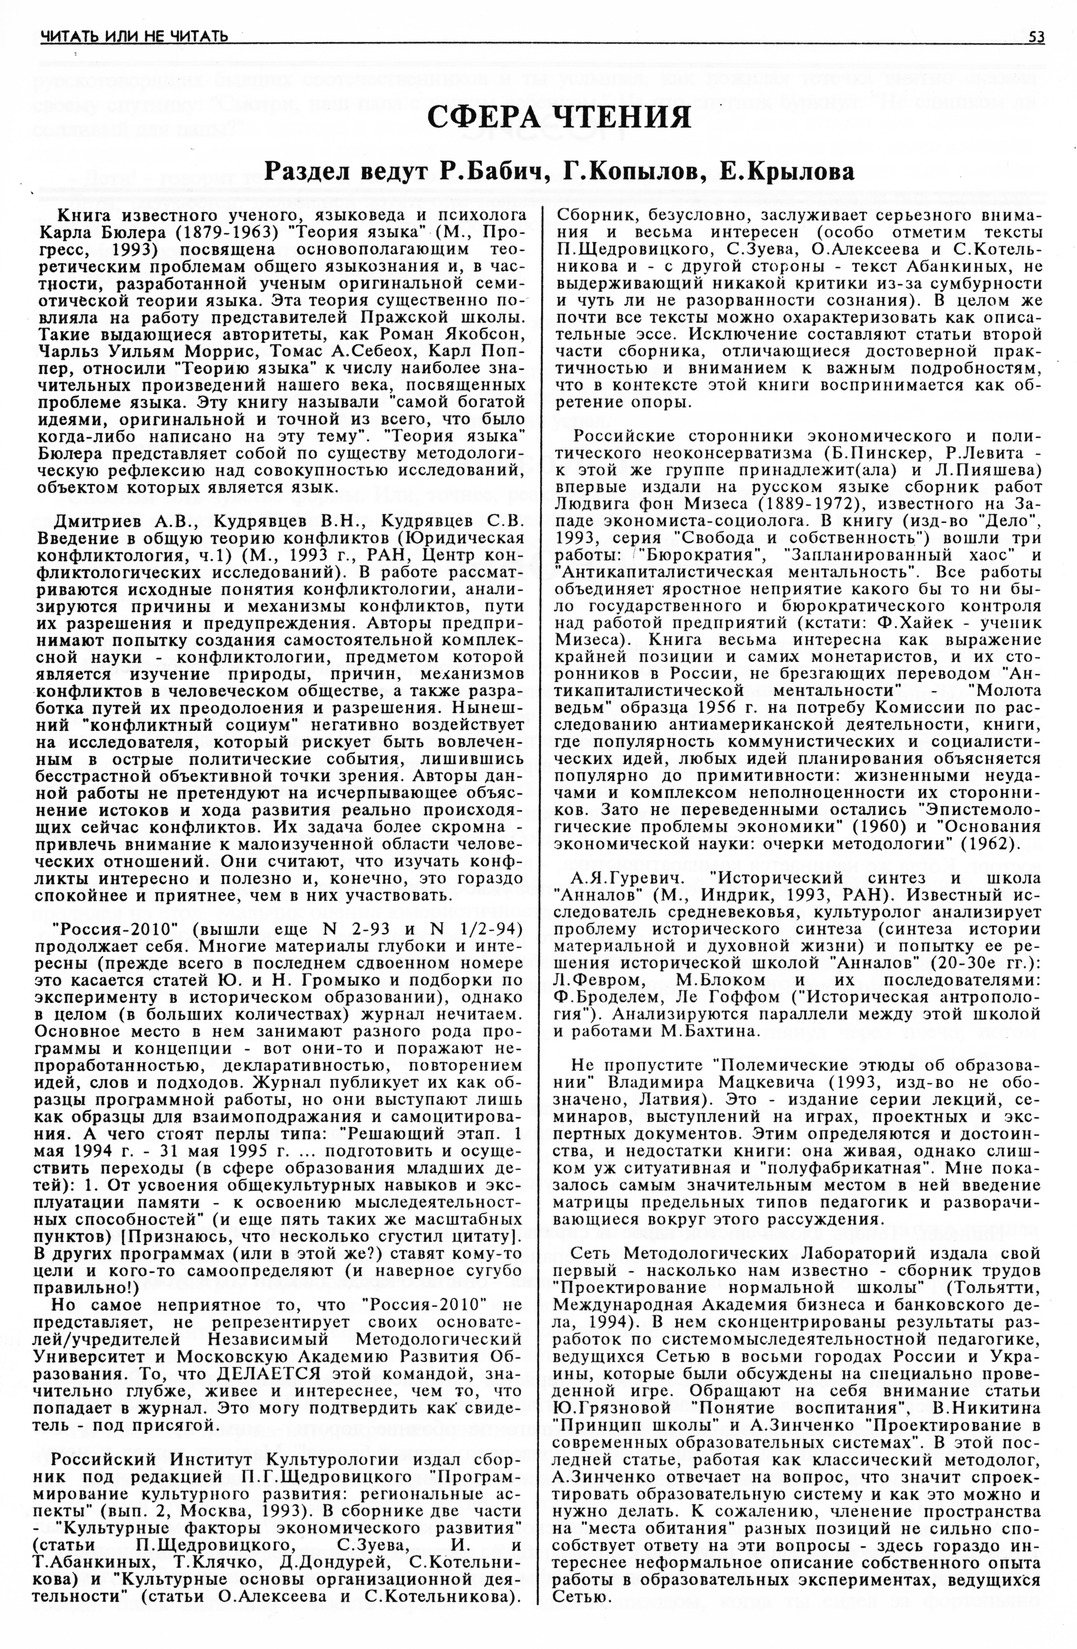 ЧИТАТЬ ИЛИ НЕ ЧИТАТЬ 53
СФЕРА ЧТЕНИЯ
Раздел ведут Р.Бабич, Г.Копылов, Е.Крылова
Книга известного ученого, языковеда и психолога
Карла Бюлера (1879-1963) "Теория языка" (М., Про-
гресс, 1993) посвящена основополагающим тео-
ретическим проблемам общего языкознания и, в час-
тности, разработанной ученым оригинальной семи-
отической теории языка. Эта теория существенно по-
влияла на работу представителей Пражской школы.
Такие выдающиеся авторитеты, как Роман Якобсон,
Чарльз Уильям Моррис, Томас А.Себеох, Карл Поп-
пер, относили "Теорию языка" к числу наиболее зна-
чительных произведений нашего века, посвященных
проблеме языка. Эту книгу называли "самой богатой
идеями, оригинальной и точной из всего, что было
когда-либо написано на эту тему". "Теория языка"
Бюлера представляет собой по существу методологи-
ческую рефлексию над совокупностью исследований,
объектом которых является язык.
Дмитриев А.В., Кудрявцев В.Н., Кудрявцев С.В.
Введение в общую теорию конфликтов (Юридическая
конфликтология, ч.1) (М., 1993 г., РАН, Центр кон-
фликтологических исследований). В работе рассмат-
риваются исходные понятия конфликтологии, анали-
зируются причины и механизмы конфликтов, пути
их разрешения и предупреждения. Авторы предпри-
нимают попытку создания самостоятельной комплек-
сной науки - конфликтологии, предметом которой
является изучение природы, причин, механизмов
конфликтов в человеческом обществе, а также разра-
ботка путей их преодоления и разрешения. Нынеш-
ний "конфликтный социум" негативно воздействует
на исследователя, который рискует быть вовлечен-
ным в острые политические события, лишившись
бесстрастной объективной точки зрения. Авторы дан-
ной работы не претендуют на исчерпывающее объяс-
нение истоков и хода развития реально происходя-
щих сейчас конфликтов. Их задача более скромна -
привлечь внимание к малоизученной области челове-
ческих отношений. Они считают, что изучать конф-
ликты интересно и полезно и, конечно, это гораздо
спокойнее и приятнее, чем в них участвовать.
"Россия-2010" (вышли еще N 2-93 и N 1/2-94)
продолжает себя. Многие материалы глубоки и инте-
ресны (прежде всего в последнем сдвоенном номере
это касается статей Ю. и Н. Громыко и подборки по
эксперименту в историческом образовании), однако
в целом (в больших количествах) журнал нечитаем.
Основное место в нем занимают разного рода про-
граммы и концепции - вот они-то и поражают не-
проработанностью, декларативностью, повторением
идей, слов и подходов. Журнал публикует их как об-
разцы программной работы, но они выступают лишь
как образцы для взаимоподражания и самоцитирова-
ния. А чего стоят перлы типа: "Решающий этап. 1
мая 1994 г. - 31 мая 1995 г. ... подготовить и осуще-
ствить переходы (в сфере образования младших де-
тей): 1. От усвоения общекультурных навыков и экс-
плуатации памяти - к освоению мыследеятельност-
ных способностей" (и еще пять таких же масштабных
пунктов) [Признаюсь, что несколько сгустил цитату].
В других программах (или в этой же?) ставят кому-то
цели и кого-то самоопределяют (и наверное сугубо
правильно!)
Но самое неприятное то, что "Россия-2010" не
представляет, не репрезентирует своих основате-
лей/учредителей Независимый Методологический
Университет и Московскую Академию Развития Об-
разования. То, что ДЕЛАЕТСЯ этой командой, зна-
чительно глубже, живее и интереснее, чем то, что
попадает в журнал. Это могу подтвердить как свиде-
тель - под присягой.
Российский Институт Культурологии издал сбор-
ник под редакцией П.Г.Щедровицкого "Програм-
мирование культурного развития: региональные ас-
пекты" (вып. 2, Москва, 1993). В сборнике две части
- "Культурные факторы экономического развития"
(статьи П.Щедровицкого, С.Зуева, И. и
Т.Абанкиных, Т.Клячко, Д.Дондурей, С.Котельни-
кова) и "Культурные основы организационной дея-
тельности" (статьи О.Алексеева и С.Котельникова).
Сборник, безусловно, заслуживает серьезного внима-
ния и весьма интересен (особо отметим тексты
П.Щедровицкого, С.Зуева, О.Алексеева и С.Котель-
никова и - с другой стороны - текст Абанкиных, не
выдерживающий никакой критики из-за сумбурности
и чуть ли не разорванности сознания). В целом же
почти все тексты можно охарактеризовать как описа-
тельные эссе. Исключение составляют статьи второй
части сборника, отличающиеся достоверной прак-
тичностью и вниманием к важным подробностям,
что в контексте этой книги воспринимается как об-
ретение опоры.
Российские сторонники экономического и поли-
тического неоконсерватизма (Б.Пинскер, Р.Левита -
к этой же группе принадлежит(ала) и Л.Пияшева)
впервые издали на русском языке сборник работ
Людвига фон Мизеса (1889-1972), известного на За-
паде экономиста-социолога. В книгу (изд-во "Дело",
1993, серия "Свобода и собственность") вошли три
работы: "Бюрократия", "Запланированный хаос" и
"Антикапиталистическая ментальность". Все работы
объединяет яростное неприятие какого бы то ни бы-
ло государственного и бюрократического контроля
над работой предприятий (кстати: Ф.Хайек - ученик
Мизеса). Книга весьма интересна как выражение
крайней позиции и самих монетаристов, и их сто-
ронников в России, не брезгающих переводом "Ан-
тикапиталистической ментальности" - "Молота
ведьм" образца 1956 г. на потребу Комиссии по рас-
следованию антиамериканской деятельности, книги,
где популярность коммунистических и социалисти-
ческих идей, любых идей планирования объясняется
популярно до примитивности: жизненными неуда-
чами и комплексом неполноценности их сторонни-
ков. Зато не переведенными остались "Эпистемоло-
гические проблемы экономики" (1960) и "Основания
экономической науки: очерки методологии" (1962).
А.Я.Гуревич. "Исторический синтез и школа
"Анналов" (М., Индрик, 1993, РАН). Известный ис-
следователь средневековья, культуролог анализирует
проблему исторического синтеза (синтеза истории
материальной и духовной жизни) и попытку ее ре-
шения исторической школой "Анналов" (20-30е гг.):
Л.Февром, М.Блоком и их последователями:
Ф.Броделем, Ле Гоффом ("Историческая антрополо-
гия"). Анализируются параллели между этой школой
и работами М.Бахтина.
Не пропустите "Полемические этюды об образова-
нии" Владимира Мацкевича (1993, изд-во не обо-
значено, Латвия). Это - издание серии лекций, се-
минаров, выступлений на играх, проектных и экс-
пертных документов. Этим определяются и достоин-
ства, и недостатки книги: она живая, однако слиш-
ком уж ситуативная и "полуфабрикатная". Мне пока-
залось самым значительным местом в ней введение
матрицы предельных типов педагогик и разворачи-
вающиеся вокруг этого рассуждения.
Сеть Методологических Лабораторий издала свой
первый - насколько нам известно - сборник трудов
"Проектирование нормальной школы" (Тольятти,
Международная Академия бизнеса и банковского де-
ла, 1994). В нем сконцентрированы результаты раз-
работок по системомыследеятельностной педагогике,
ведущихся Сетью в восьми городах России и Укра-
ины, которые были обсуждены на специально прове-
денной игре. Обращают на себя внимание статьи
Ю.Грязновой "Понятие воспитания", В.Никитина
"Принцип школы" и А.Зинченко "Проектирование в
современных образовательных системах". В этой пос-
ледней статье, работая как классический методолог,
А.Зинченко отвечает на вопрос, что значит спроек-
тировать образовательную систему и как это можно и
нужно делать. К сожалению, членение пространства
на "места обитания" разных позиций не сильно спо-
собствует ответу на эти вопросы - здесь гораздо ин-
тереснее неформальное описание собственного опыта
работы в образовательных экспериментах, ведущихся
Сетью.